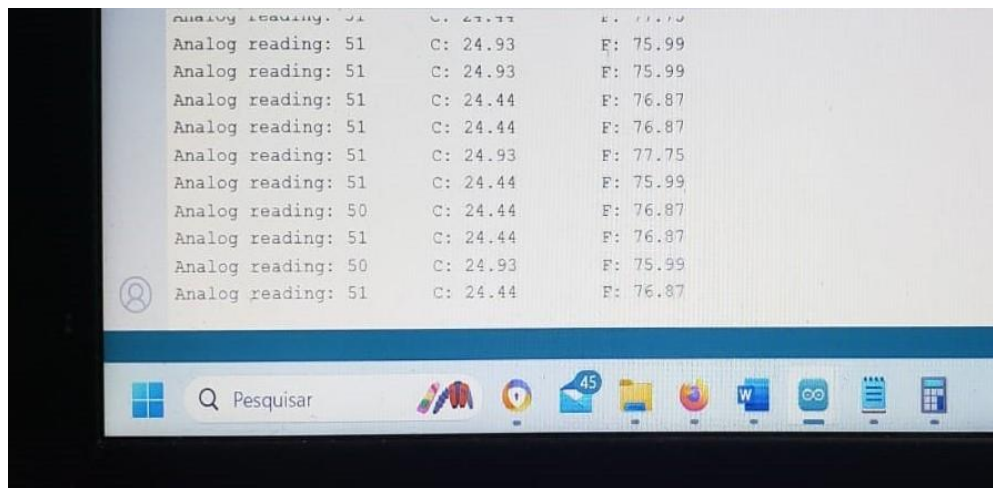 Analog reading: 51 C: 24.93 F: 75.99
Analog reading: 51 C: 24.93 F: 75.99
Analog reading: 51 C: 24.44 F: 76.87
Analog reading: 51 C: 24.44 F: 76.87
Analog reading: 51 C: 24.93 F: 77.75
Analog reading: 51 C: 24.44 F: 75.99
Analog reading: 50 C: 24.44 F: 76.87
Analog reading: 51 C: 24.44 F: 76.87
Analog reading: 50 C: 24.93 F: 75.99
Analog reading: 51 C: 24.44 F: 76.87
Pesquisar
45
W